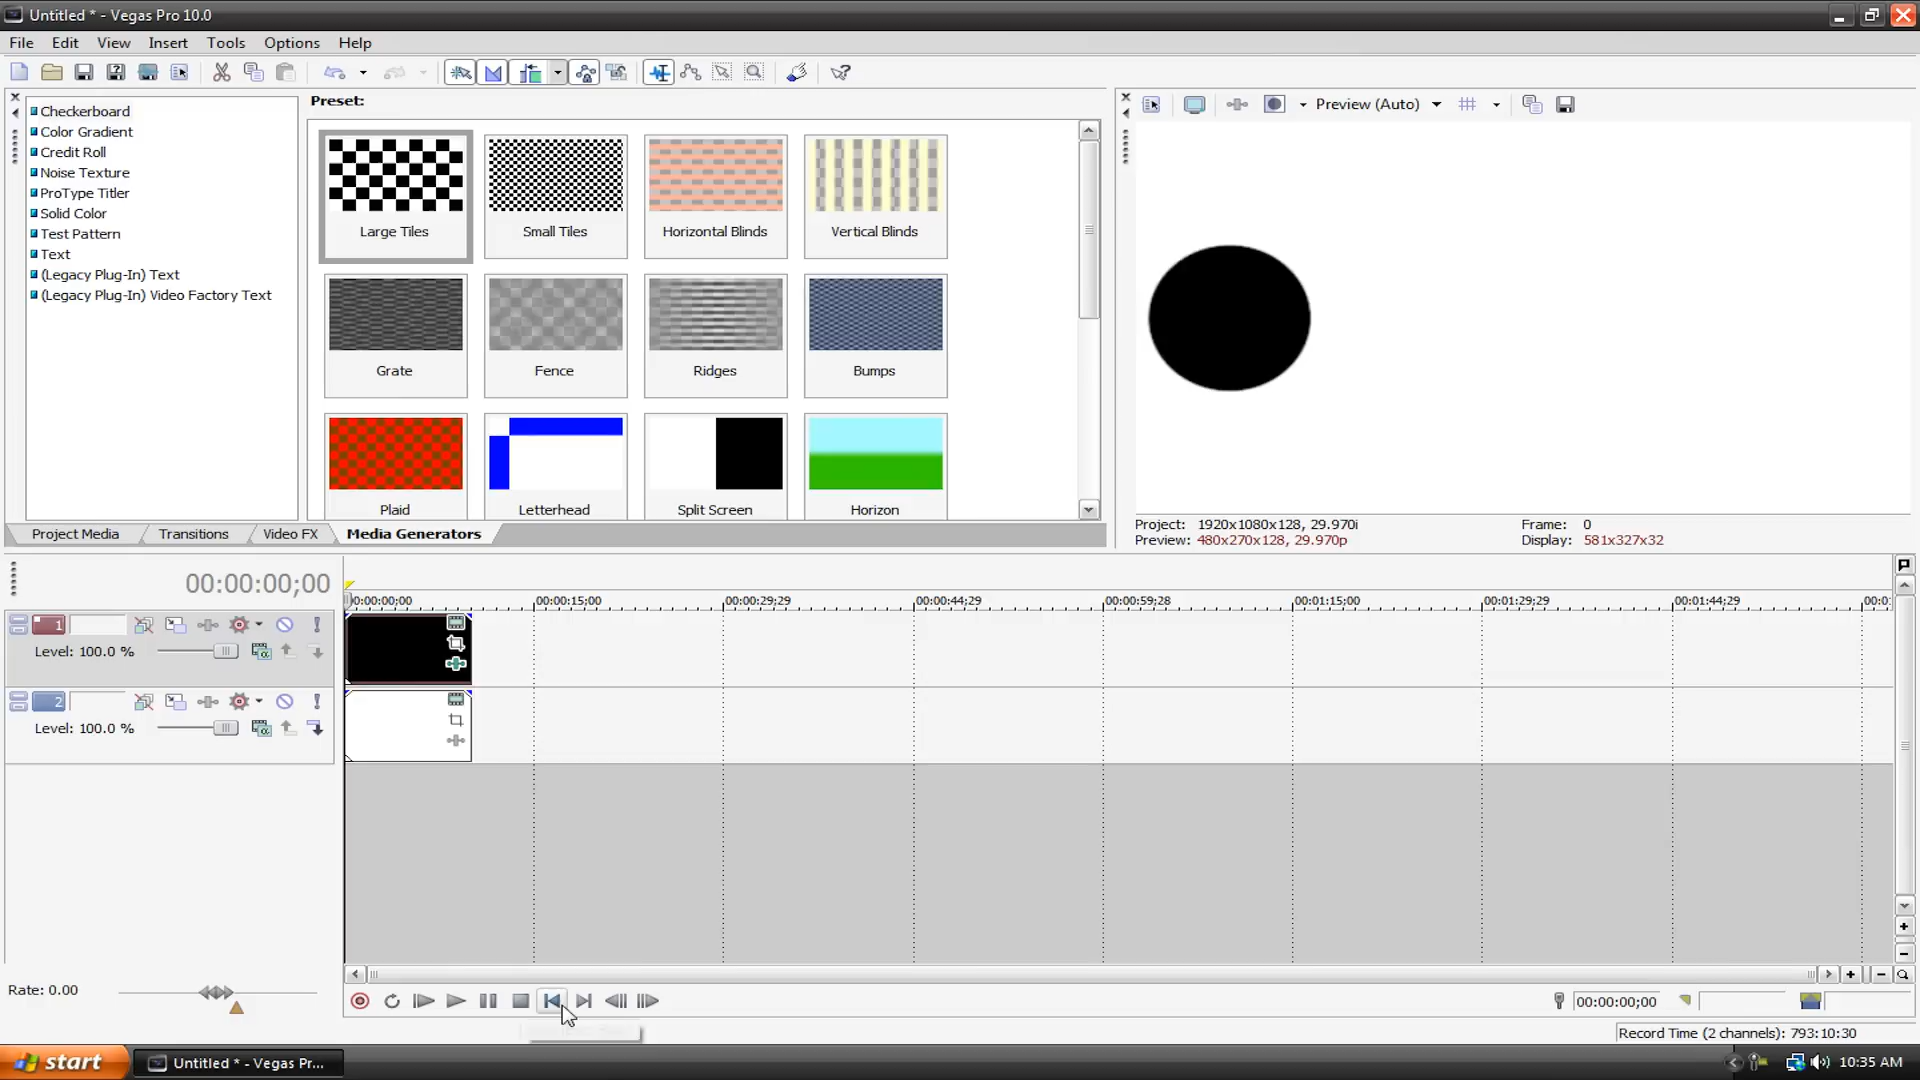 Untitled * - Vegas Pro 10.0
File Edit View Insert Tools Options Help
Checkerboard
Color Gradient
Credit Roll
Noise Texture
ProType Titler
Solid Color
Test Pattern
Text
(Legacy Plug-In) Text
(Legacy Plug-In) Video Factory Text
Preset:
Large Tiles Small Tiles Horizontal Blinds Vertical Blinds
Grate Fence Ridges Bumps
Plaid Letterhead Split Screen Horizon
Preview (Auto)
Project: 1920x1080x128, 29.970i Frame: 0
Preview: 480x270x128, 29.970p Display: 581x327x32
Project Media Transitions Video FX Media Generators
00:00:00;00
00:00:00;00 00:00:15;00 00:00:29;29 00:00:44;29 00:00:59;28 00:01:15;00 00:01:29;29 00:01:44;29 00:0
1
Level: 100.0 %
2
Level: 100.0 %
Rate: 0.00
00:00:00;00
Record Time (2 channels): 793:10:30
start Untitled * - Vegas Pr... 10:35 AM